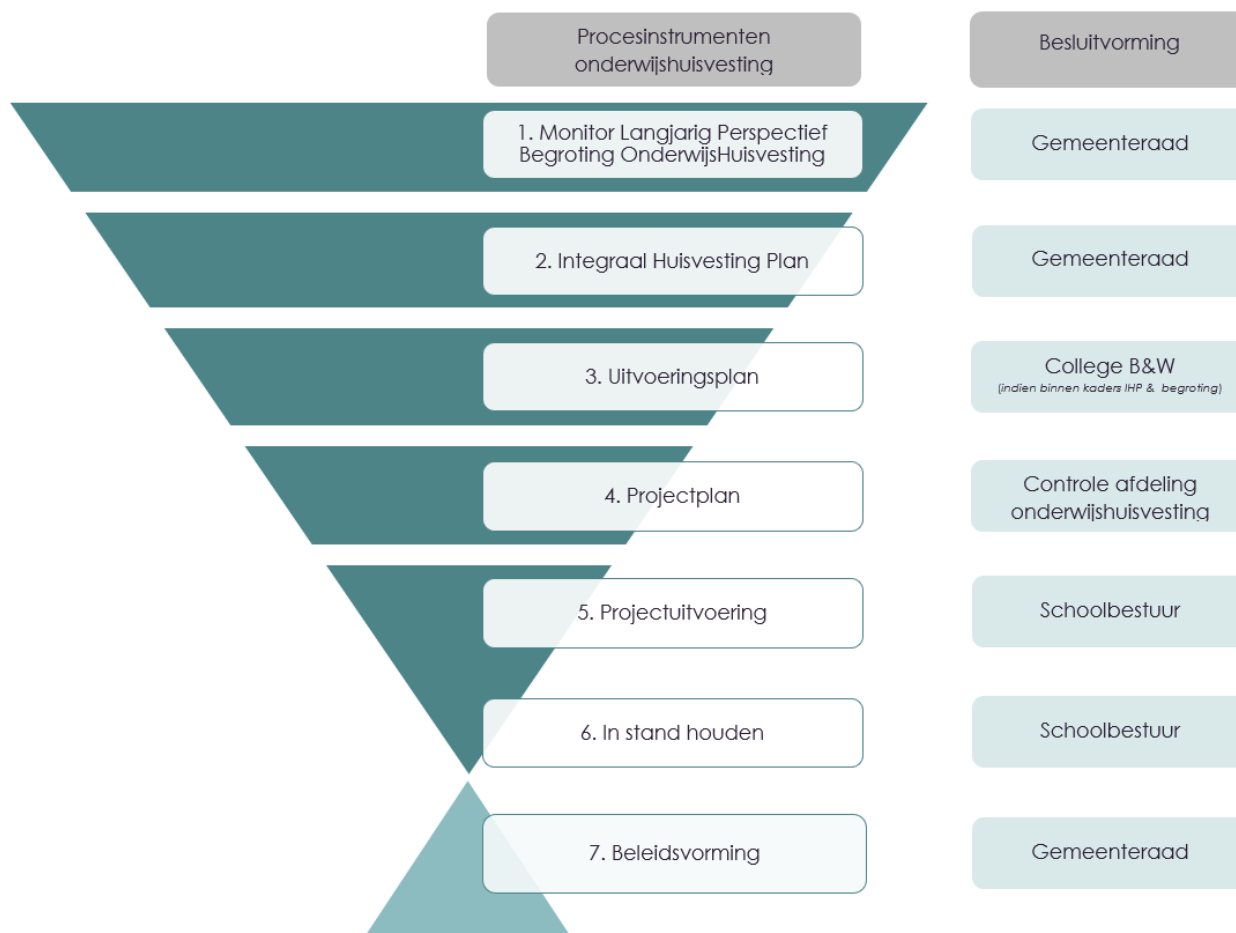 Procesinstrumenten
onderwijshuisvesting
Besluitvorming
1. Monitor Langjarig Perspectief
Begroting OnderwijsHuisvesting
Gemeenteraad
2. Integraal Huisvesting Plan
Gemeenteraad
3. Uitvoeringsplan
College B&W
(indien binnen kaders IHP & begroting)
4. Projectplan
Controle afdeling
onderwijshuisvesting
5. Projectuitvoering
Schoolbestuur
6. In stand houden
Schoolbestuur
7. Beleidsvorming
Gemeenteraad